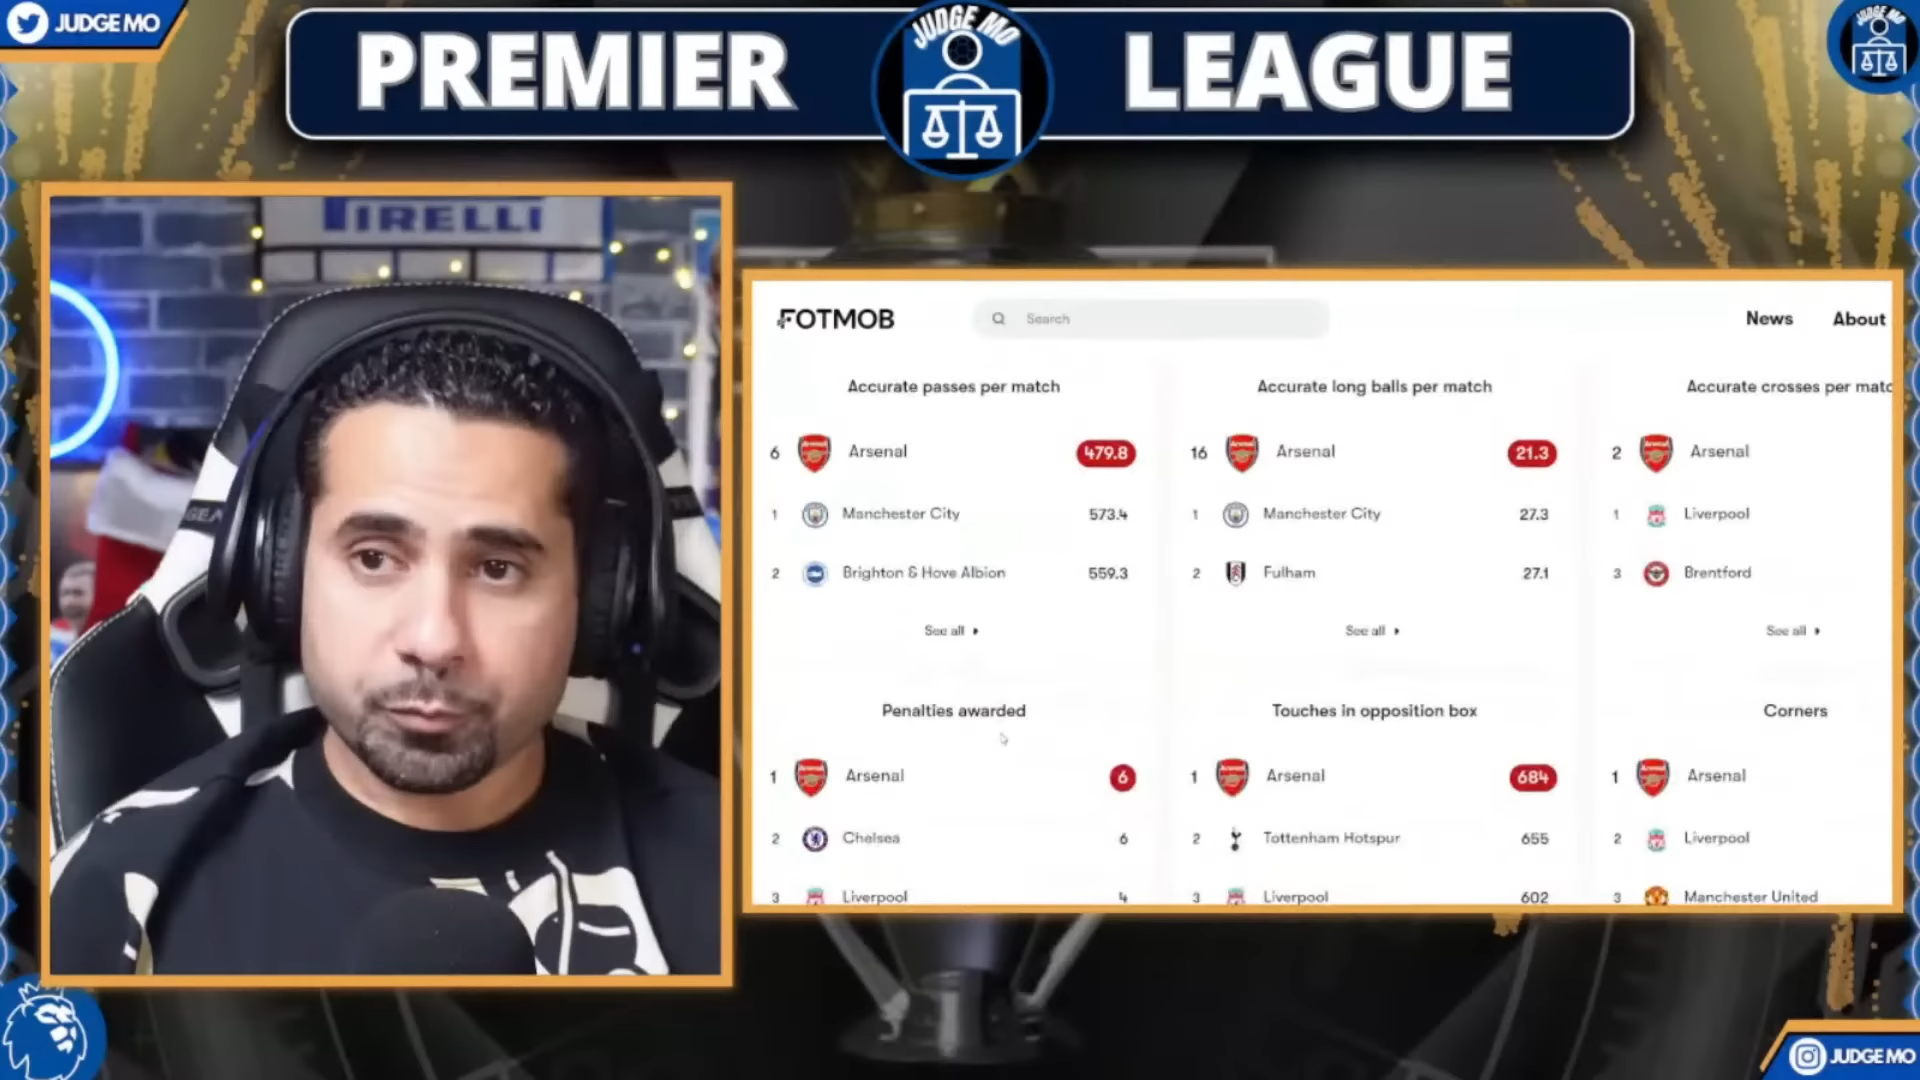 JUDGE MO
PREMIER
JUDGE MO
LEAGUE
JUDGE MO
PIRELLI
FOTMOB
Search
News
About
Accurate passes per match
6 Arsenal 479.8
1 Manchester City 573.4
2 Brighton & Hove Albion 559.3
See all
Accurate long balls per match
16 Arsenal 21.3
1 Manchester City 27.3
2 Fulham 27.1
See all
Accurate crosses per matc
2 Arsenal
1 Liverpool
3 Brentford
See all
Penalties awarded
1 Arsenal 6
2 Chelsea 6
3 Liverpool 4
Touches in opposition box
1 Arsenal 684
2 Tottenham Hotspur 655
3 Liverpool 602
Corners
1 Arsenal
2 Liverpool
3 Manchester United
JUDGE MO